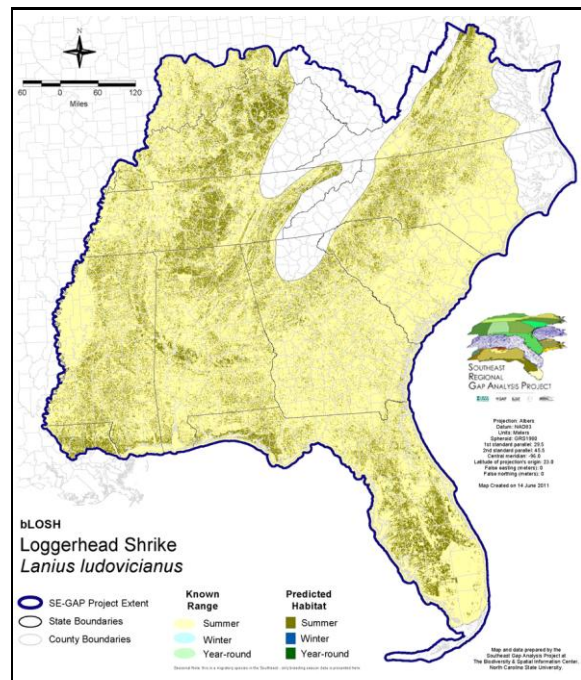 N
60 0 60 120
Miles
SOUTHEAST
REGIONAL
GAP ANALYSIS PROJECT
Projection: Albers
Datum: NAD83
Units: Meters
Spheroid: GRS1980
1st standard parallel: 29.5
2nd standard parallel: 45.5
Central meridian: -96.0
Latitude of projection's origin: 23.0
False easting (meters): 0
False northing (meters): 0
Map Created on 14 June 2011
bLOSH
Loggerhead Shrike
Lanius ludovicianus
SE-GAP Project Extent
State Boundaries
County Boundaries
Known
Range
Summer
Winter
Year-round
Predicted
Habitat
Summer
Winter
Year-round
Map and data prepared by the
Southeast Gap Analysis Project at
The Biodiversity & Spatial Information Center,
North Carolina State University.